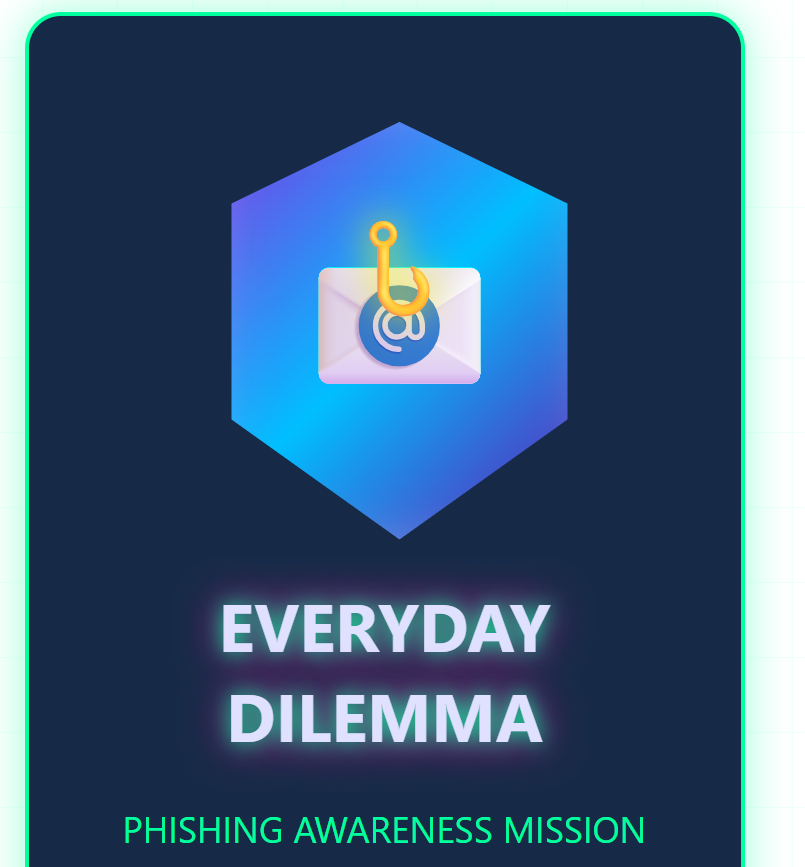 @
EVERYDAY
DILEMMA
PHISHING AWARENESS MISSION